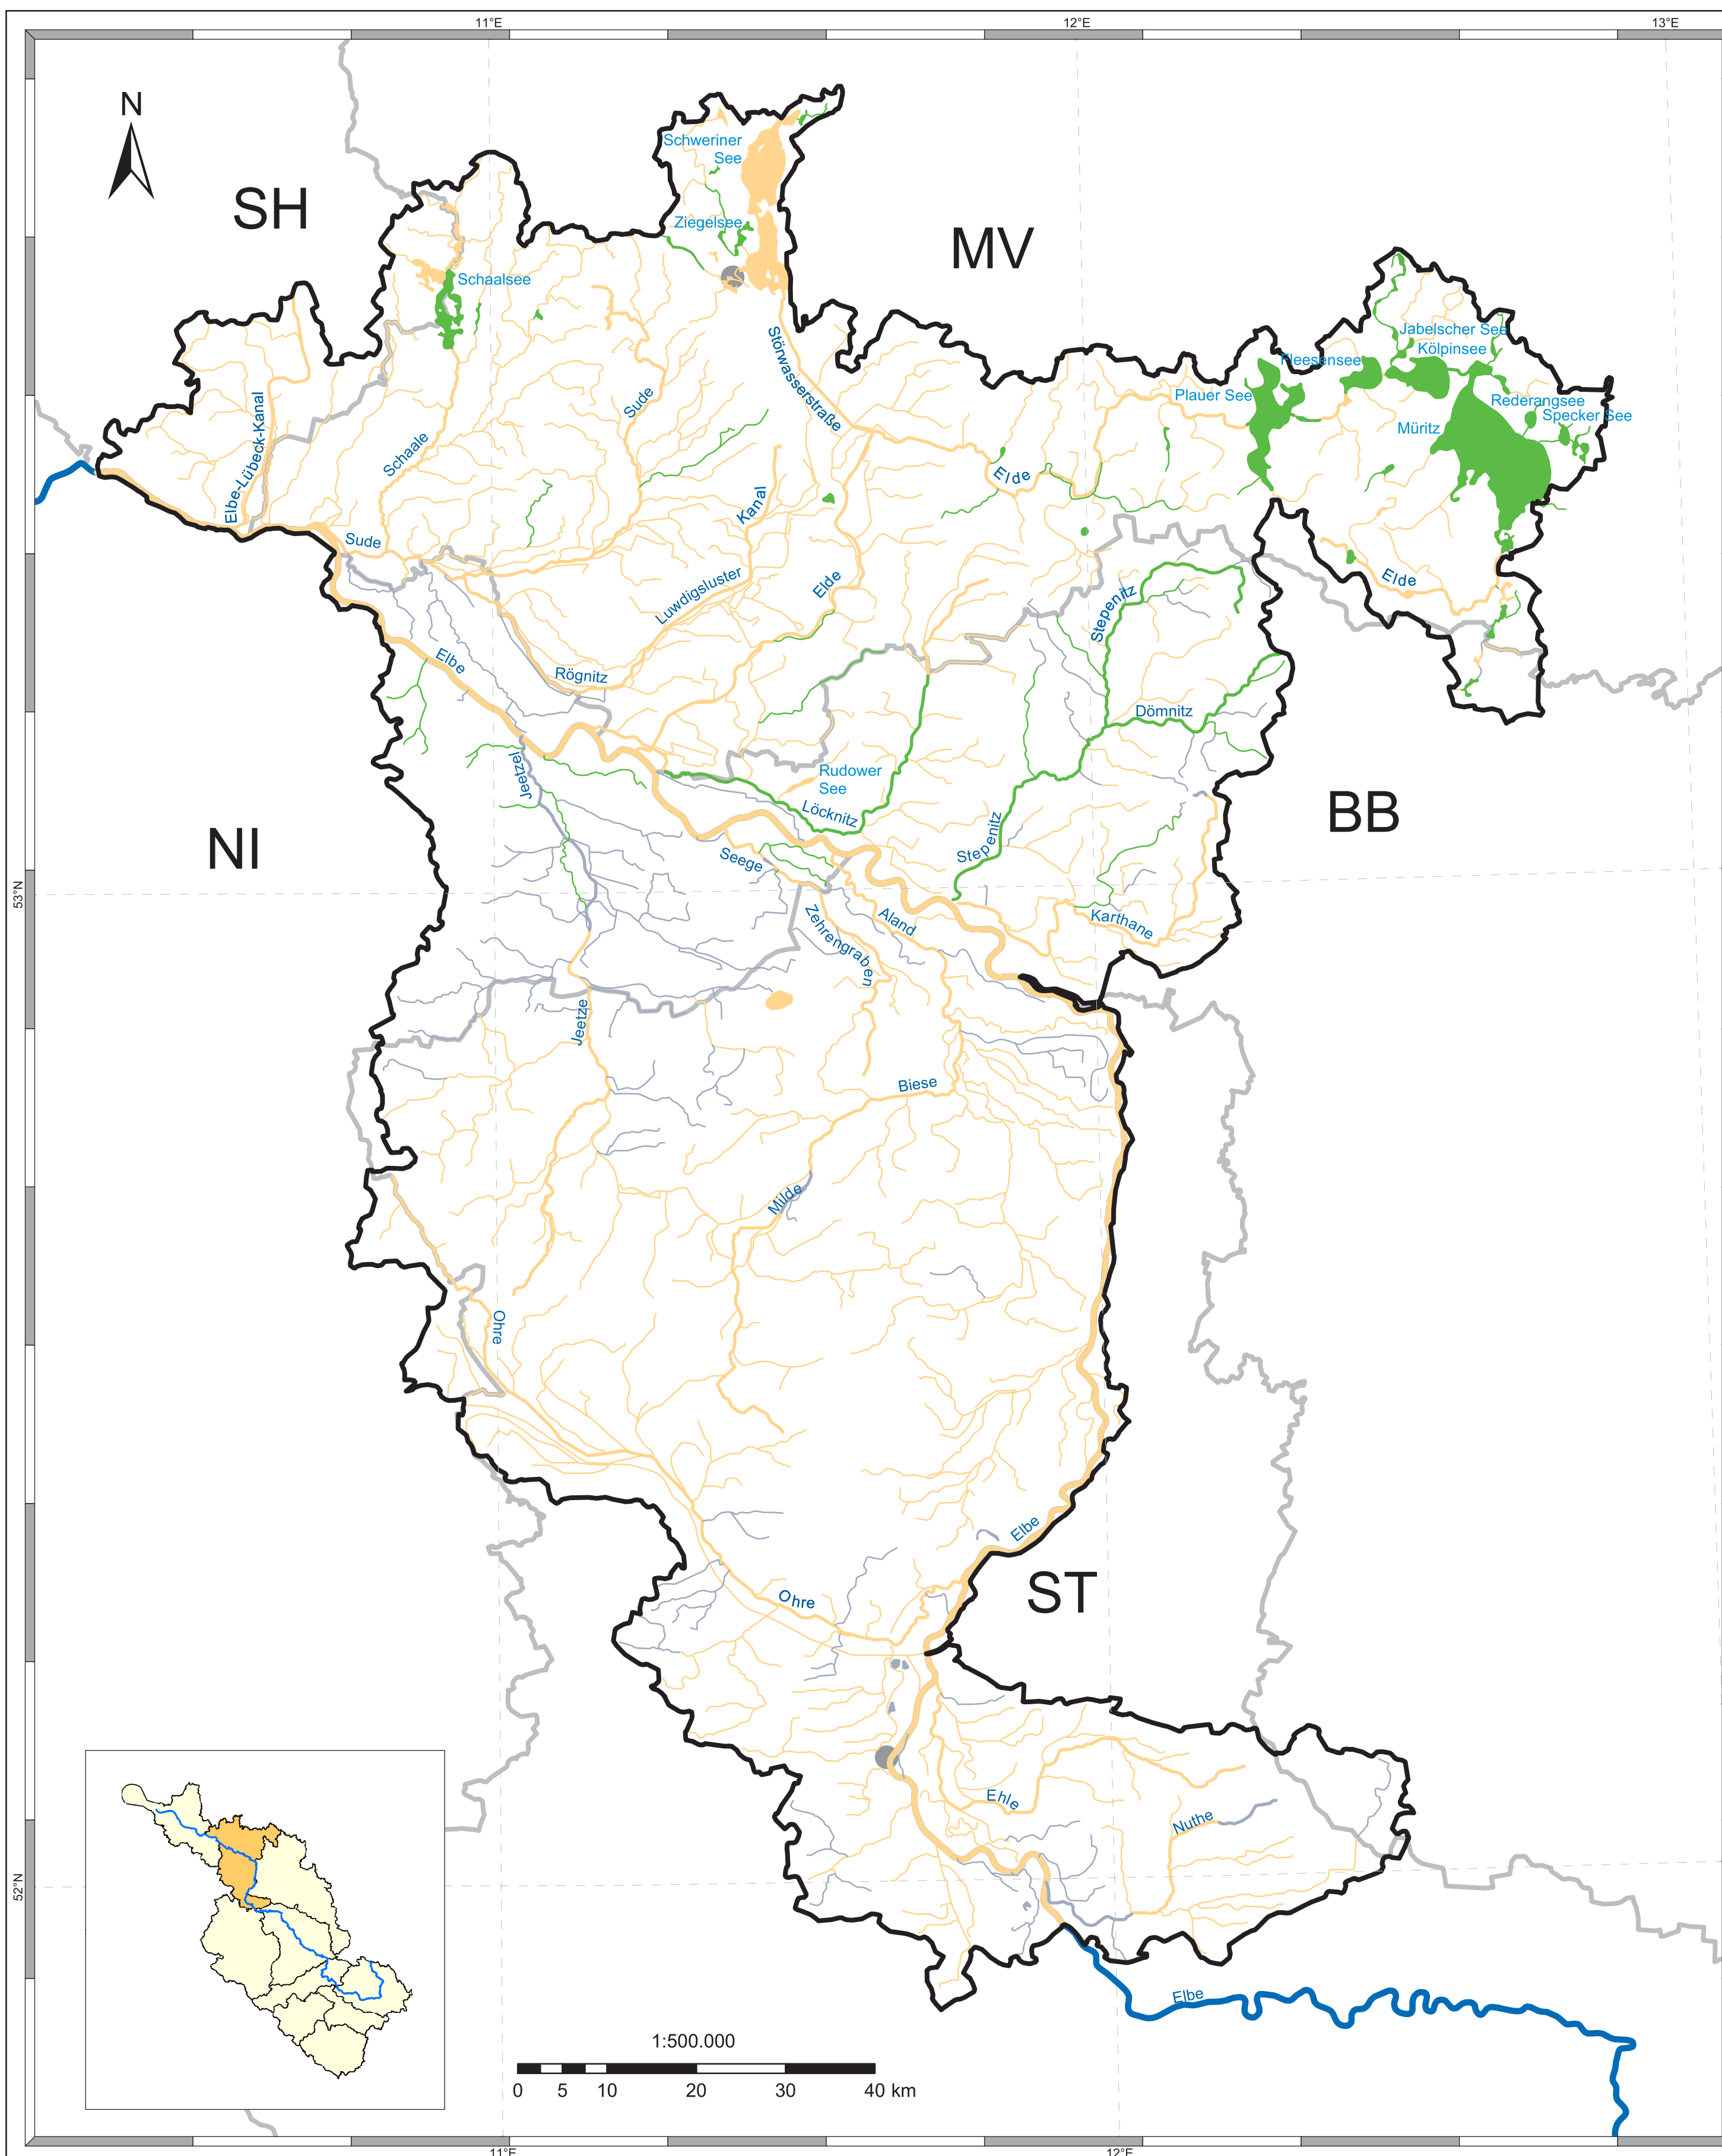 11°E
12°E
13°E
N
Schweriner
See
SH
Ziegelsee
MV
Schaalsee
Jabelscher See
Kölpinsee
Fleesensee
Störwasserstraße
Plauer See
Rederangsee
Specker See
Müritz
Sude
Elbe-Lübeck-Kanal
Schaale
Elde
Kanal
Sude
Luwdigsluster
Elde
Elde
Stepenitz
Elbe
Rögnitz
Dömnitz
Jeetzel
Rudower
See
Löcknitz
BB
NI
Stepenitz
Seege
53°N
Aland
Karthane
Zehrengraben
Jeetze
Biese
Milde
Ohre
Elbe
ST
Ohre
Ehle
Nuthe
52°N
Elbe
1:500.000
0 5 10 20 30 40 km
11°E
12°E